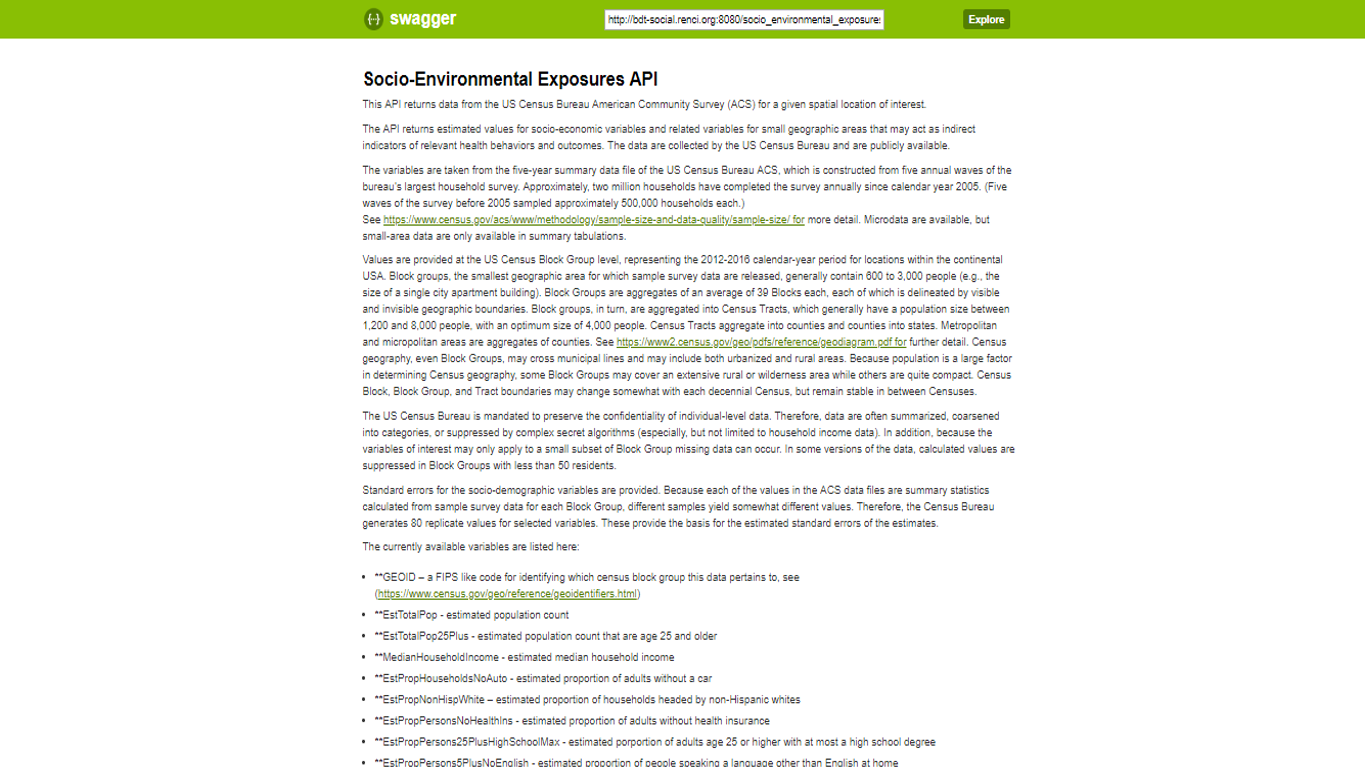 {··} swagger
http://bdt-social.renci.org:8080/socio_environmental_exposure:
Explore
Socio-Environmental Exposures API
This API returns data from the US Census Bureau American Community Survey (ACS) for a given spatial location of interest.
The API returns estimated values for socio-economic variables and related variables for small geographic areas that may act as indirect
indicators of relevant health behaviors and outcomes. The data are collected by the US Census Bureau and are publicly available.
The variables are taken from the five-year summary data file of the US Census Bureau ACS, which is constructed from five annual waves of the
bureau's largest household survey. Approximately, two million households have completed the survey annually since calendar year 2005. (Five
waves of the survey before 2005 sampled approximately 500,000 households each.)
See https://www.census.gov/acs/www/methodology/sample-size-and-data-quality/sample-size/ for more detail. Microdata are available, but
small-area data are only available in summary tabulations.
Values are provided at the US Census Block Group level, representing the 2012-2016 calendar-year period for locations within the continental
USA. Block groups, the smallest geographic area for which sample survey data are released, generally contain 600 to 3,000 people (e.g., the
size of a single city apartment building). Block Groups are aggregates of an average of 39 Blocks each, each of which is delineated by visible
and invisible geographic boundaries. Block groups, in turn, are aggregated into Census Tracts, which generally have a population size between
1,200 and 8,000 people, with an optimum size of 4,000 people. Census Tracts aggregate into counties and counties into states. Metropolitan
and micropolitan areas are aggregates of counties. See https://www2.census.gov/geo/pdfs/reference/geodiagram.pdf for further detail. Census
geography, even Block Groups, may cross municipal lines and may include both urbanized and rural areas. Because population is a large factor
in determining Census geography, some Block Groups may cover an extensive rural or wilderness area while others are quite compact. Census
Block, Block Group, and Tract boundaries may change somewhat with each decennial Census, but remain stable in between Censuses.
The US Census Bureau is mandated to preserve the confidentiality of individual-level data. Therefore, data are often summarized, coarsened
into categories, or suppressed by complex secret algorithms (especially, but not limited to household income data). In addition, because the
variables of interest may only apply to a small subset of Block Group missing data can occur. In some versions of the data, calculated values are
suppressed in Block Groups with less than 50 residents.
Standard errors for the socio-demographic variables are provided. Because each of the values in the ACS data files are summary statistics
calculated from sample survey data for each Block Group, different samples yield somewhat different values. Therefore, the Census Bureau
generates 80 replicate values for selected variables. These provide the basis for the estimated standard errors of the estimates.
The currently available variables are listed here:
• **GEOID – a FIPS like code for identifying which census block group this data pertains to, see
(https://www.census.gov/geo/reference/geoidentifiers.html)
• **EstTotalPop - estimated population count
• **EstTotalPop25Plus - estimated population count that are age 25 and older
• **MedianHouseholdIncome - estimated median household income
• **EstPropHouseholdsNoAuto - estimated proportion of adults without a car
• **EstPropNonHispWhite – estimated proportion of households headed by non-Hispanic whites
• **EstPropPersonsNoHealthIns - estimated proportion of adults without health insurance
• **EstPropPersons25PlusHighSchoolMax - estimated porportion of adults age 25 or higher with at most a high school degree
• **EstPropPersons5PlusNoEnglish - estimated proportion of people speaking a language other than English at home